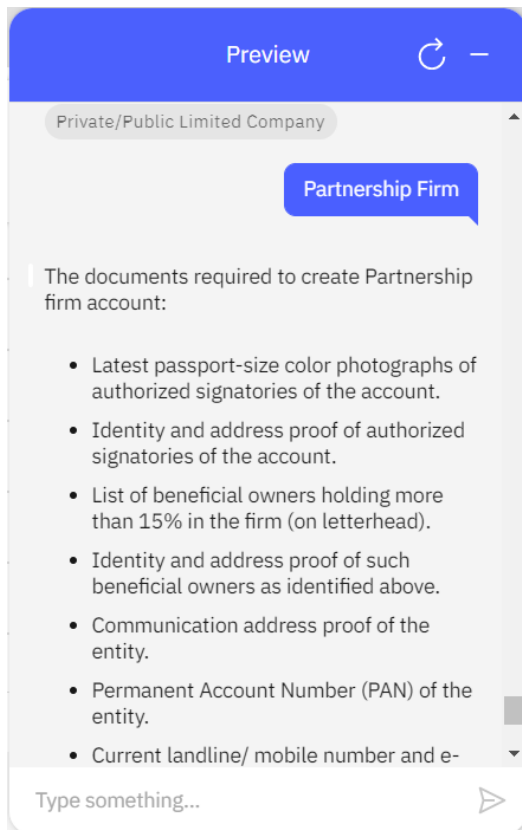 Preview
Private/Public Limited Company
Partnership Firm
The documents required to create Partnership
firm account:
• Latest passport-size color photographs of
authorized signatories of the account.
• Identity and address proof of authorized
signatories of the account.
• List of beneficial owners holding more
than 15% in the firm (on letterhead).
• Identity and address proof of such
beneficial owners as identified above.
• Communication address proof of the
entity.
• Permanent Account Number (PAN) of the
entity.
• Current landline/ mobile number and e-
Type something...